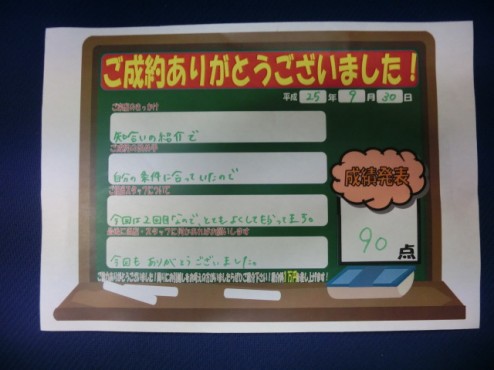 ご成約ありがとうございました！
平成 25 年 9 月 30 日
知合いの紹介で
自分の条件に合っていたので
成績発表
今回は2回目なので、とてもよくしてもらってます。
90 点
今回も ありがとうございました。